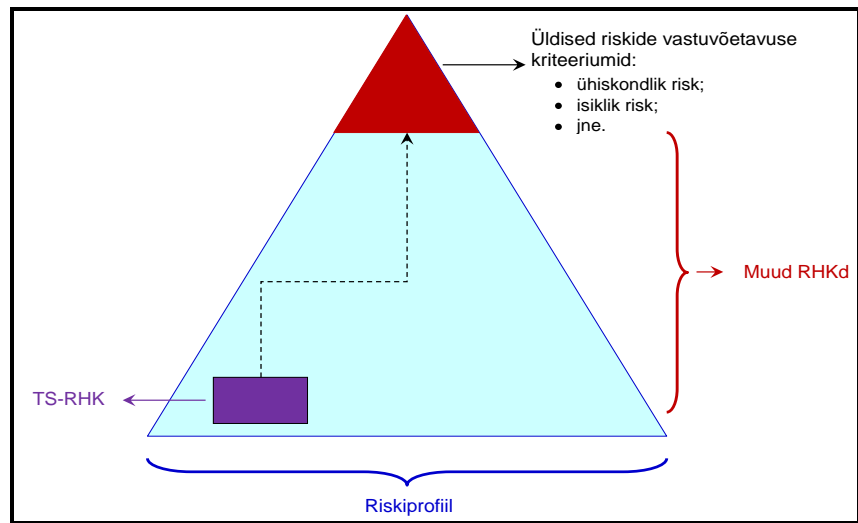 Üldised riskide vastuvõetavuse
kriteeriumid:
• ühiskondlik risk;
• isiklik risk;
• jne.
Muud RHKd
TS-RHK
Riskiprofiil